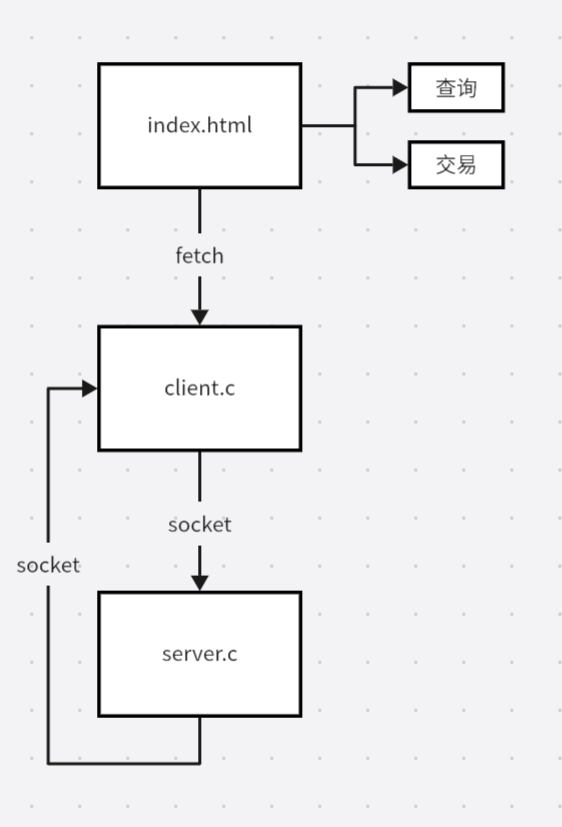 index.html
查询
交易
fetch
client.c
socket
socket
server.c